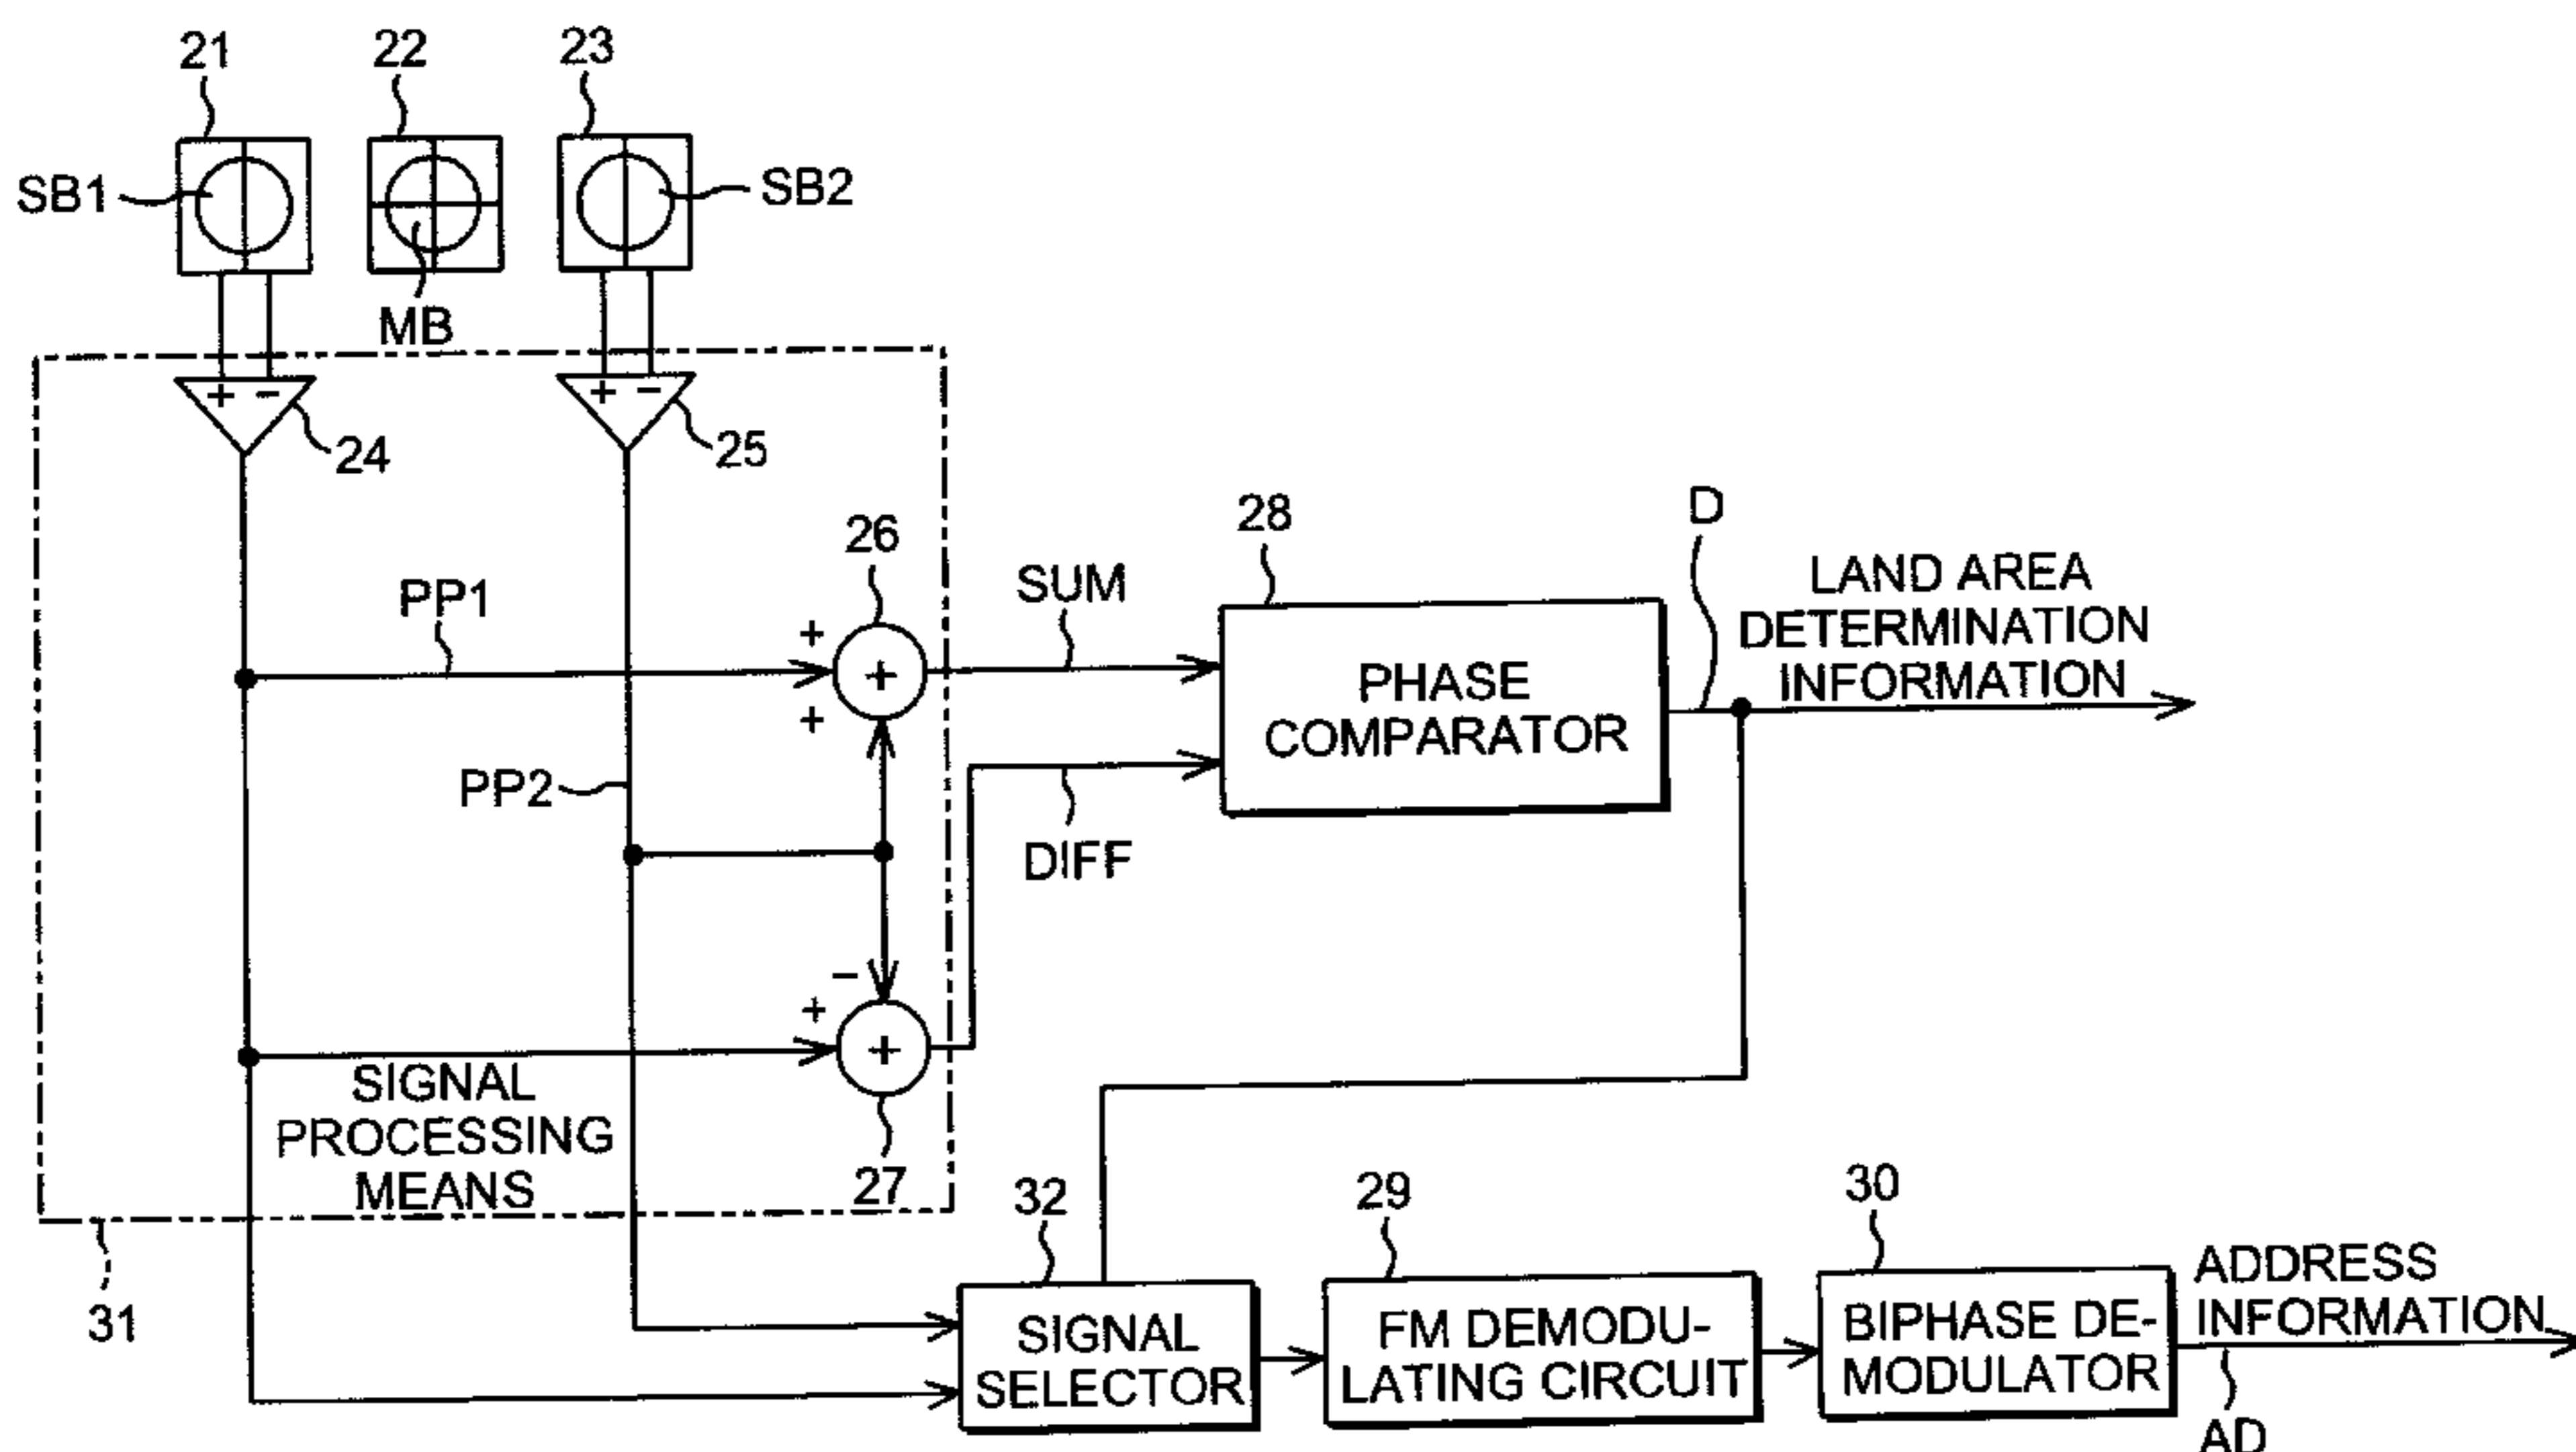 21
22
23
SB1
SB2
MB
+ −
+ −
24
25
26
28
D
PP1
+
+
+
SUM
LAND AREA
DETERMINATION
INFORMATION
PHASE
COMPARATOR
PP2
DIFF
−
+
+
SIGNAL
PROCESSING
MEANS
27
31
32
29
30
SIGNAL
SELECTOR
FM DEMODU-
LATING CIRCUIT
BIPHASE DE-
MODULATOR
ADDRESS
INFORMATION
AD